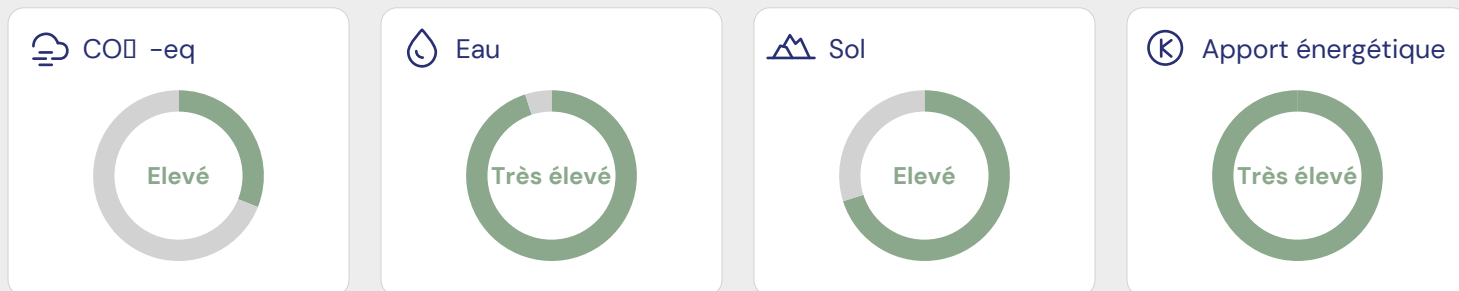 CO▯ -eq
Elevé
Eau
Très élevé
Sol
Elevé
Apport énergétique
Très élevé